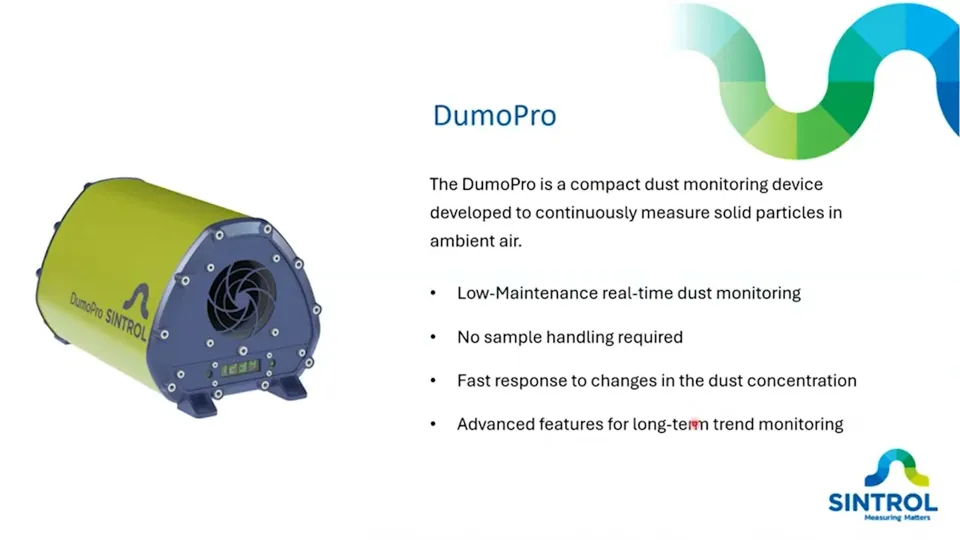 DumoPro
The DumoPro is a compact dust monitoring device
developed to continuously measure solid particles in
ambient air.
• Low-Maintenance real-time dust monitoring
• No sample handling required
• Fast response to changes in the dust concentration
• Advanced features for long-term trend monitoring
DumoPro SINTROL
SINTROL
Measuring Matters